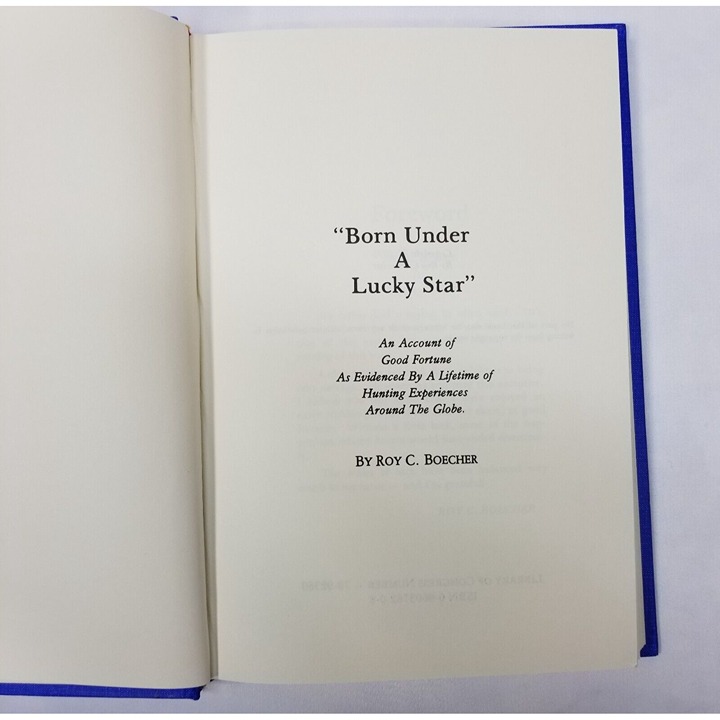 "Born Under
A
Lucky Star"
An Account of
Good Fortune
As Evidenced By A Lifetime of
Hunting Experiences
Around The Globe.
BY ROY C. BOECHER